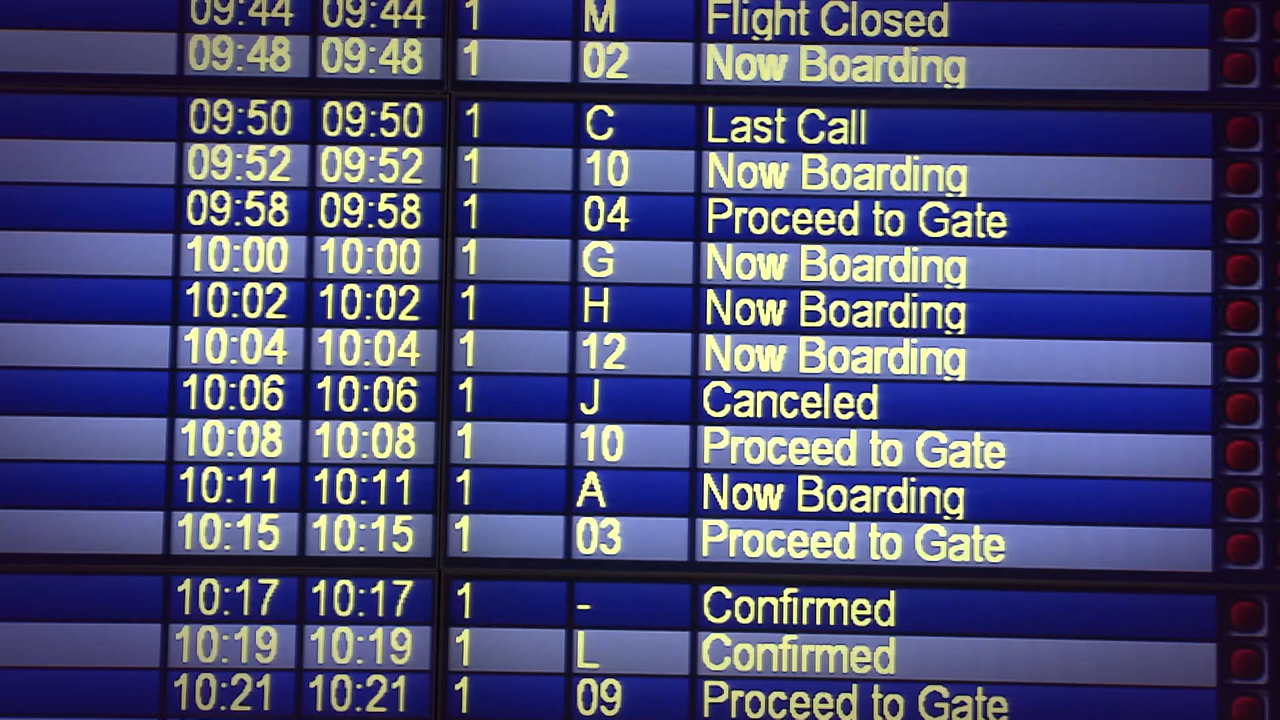 09:44 09:44 1 M Flight Closed
09:48 09:48 1 02 Now Boarding
09:50 09:50 1 C Last Call
09:52 09:52 1 10 Now Boarding
09:58 09:58 1 04 Proceed to Gate
10:00 10:00 1 G Now Boarding
10:02 10:02 1 H Now Boarding
10:04 10:04 1 12 Now Boarding
10:06 10:06 1 J Canceled
10:08 10:08 1 10 Proceed to Gate
10:11 10:11 1 A Now Boarding
10:15 10:15 1 03 Proceed to Gate
10:17 10:17 1 - Confirmed
10:19 10:19 1 L Confirmed
10:21 10:21 1 09 Proceed to Gate